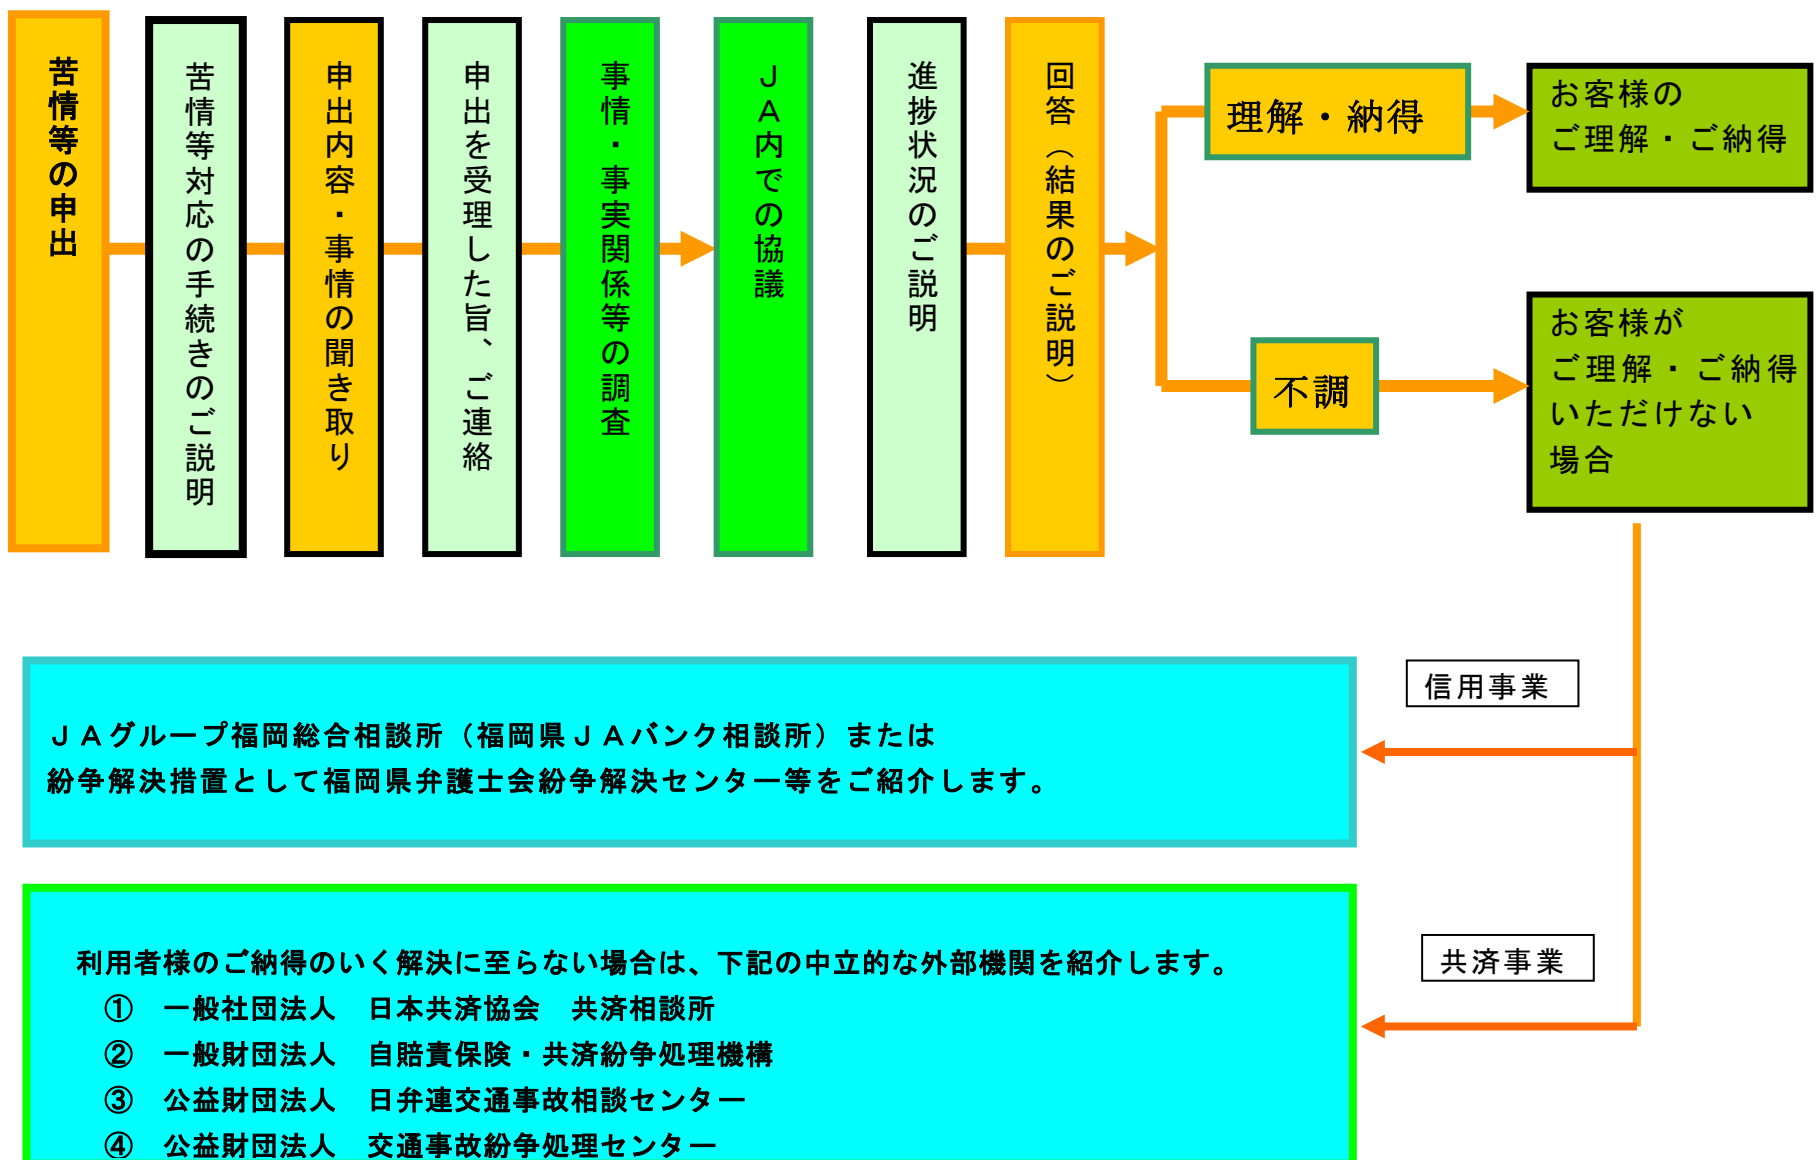 苦情等の申出
苦情等対応の手続きのご説明
申出内容・事情の聞き取り
申出を受理した旨、ご連絡
事情・事実関係等の調査
ＪＡ内での協議
進捗状況のご説明
回答（結果のご説明）
理解・納得
お客様の
ご理解・ご納得
不調
お客様が
ご理解・ご納得
いただけない
場合
信用事業
ＪＡグループ福岡総合相談所（福岡県ＪＡバンク相談所）または
紛争解決措置として福岡県弁護士会紛争解決センター等をご紹介します。
共済事業
利用者様のご納得のいく解決に至らない場合は、下記の中立的な外部機関を紹介します。
①　一般社団法人　日本共済協会　共済相談所
②　一般財団法人　自賠責保険・共済紛争処理機構
③　公益財団法人　日弁連交通事故相談センター
④　公益財団法人　交通事故紛争処理センター